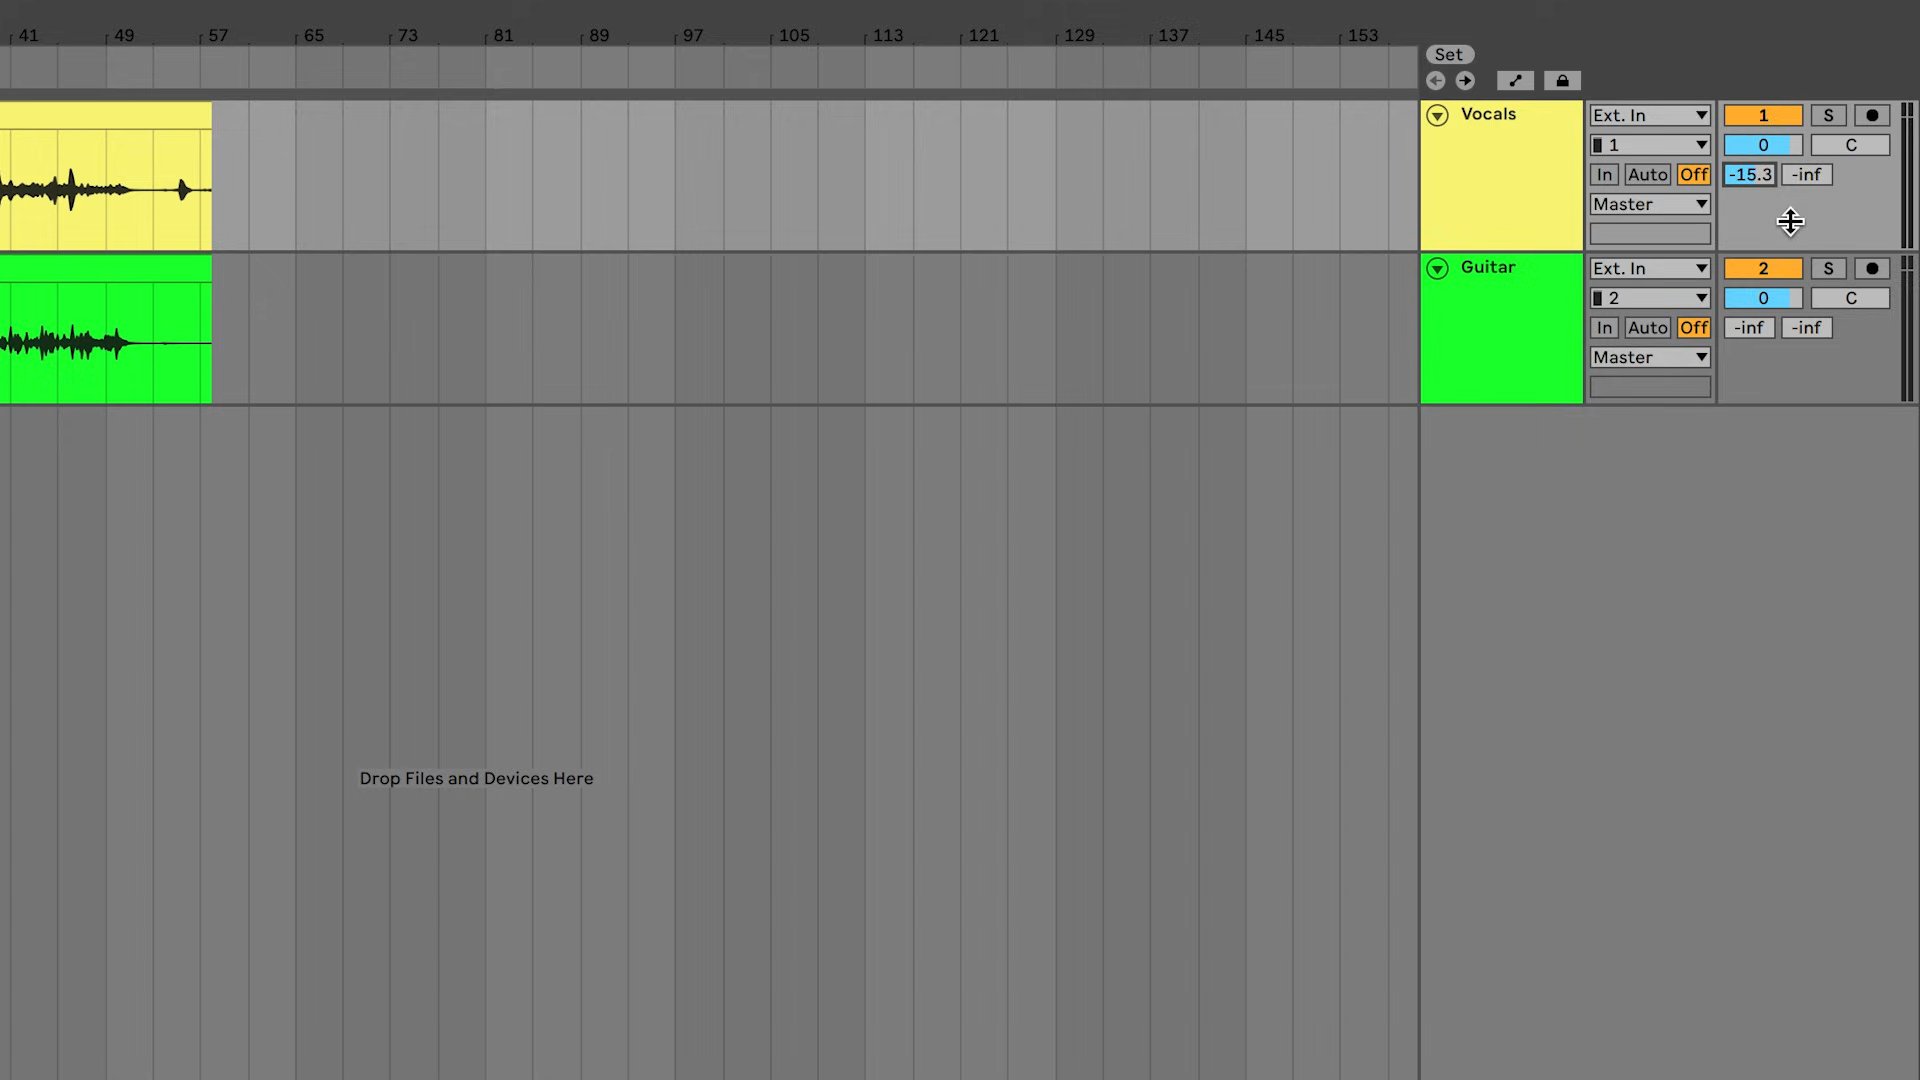 41 49 57 65 73 81 89 97 105 113 121 129 137 145 153
Set
Vocals Ext. In 1 S
1 0 C
In Auto Off -15.3 -inf
Master
Guitar Ext. In 2 S
2 0 C
In Auto Off -inf -inf
Master
Drop Files and Devices Here